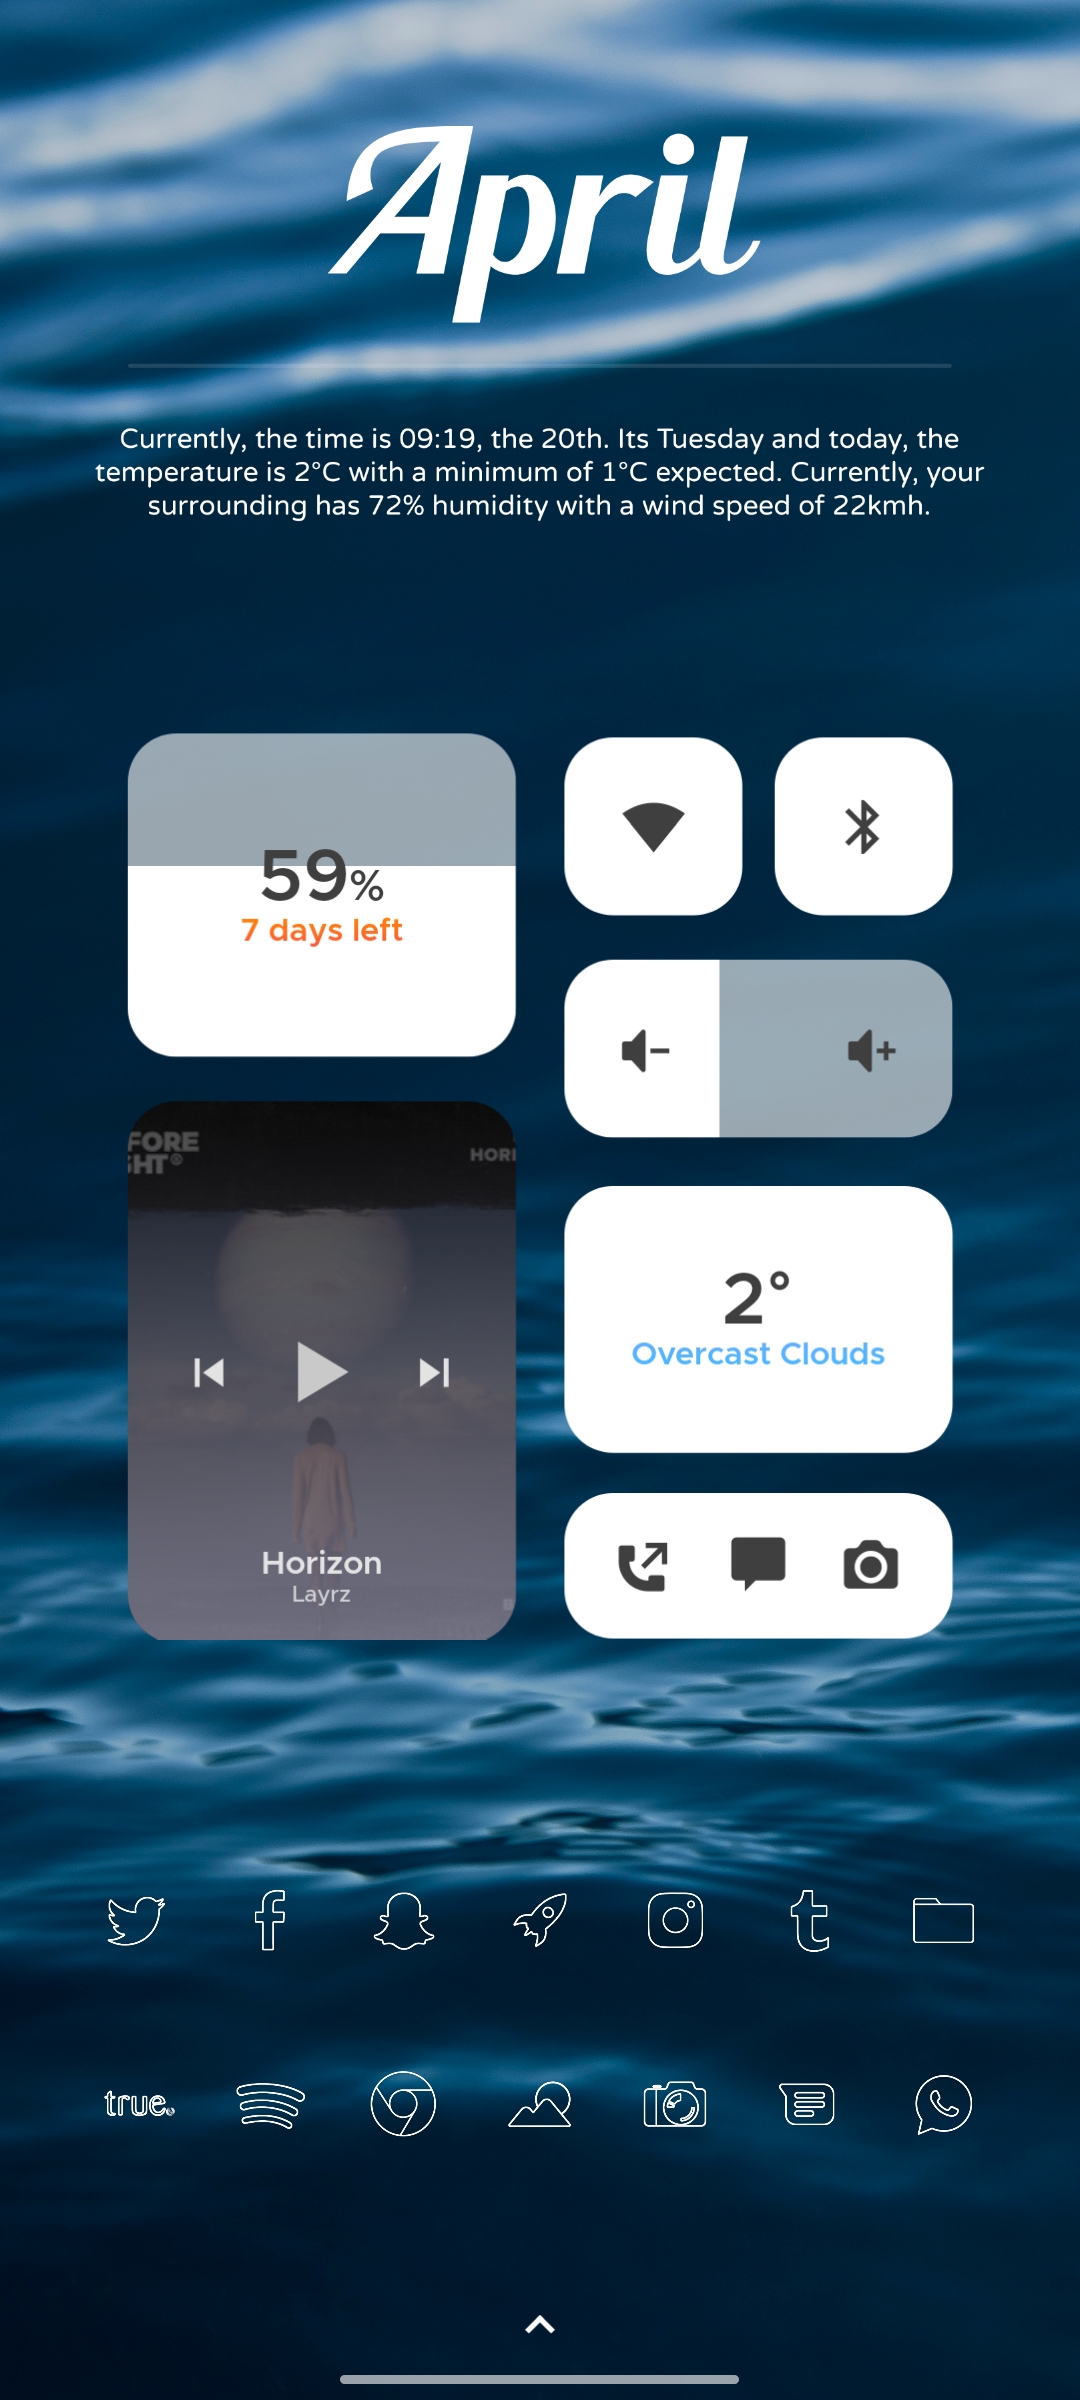 April
Currently, the time is 09:19, the 20th. Its Tuesday and today, the
temperature is 2°C with a minimum of 1°C expected. Currently, your
surrounding has 72% humidity with a wind speed of 22kmh.
59%
7 days left
FORE
GHT®
HORI
2°
Overcast Clouds
Horizon
Layrz
true.